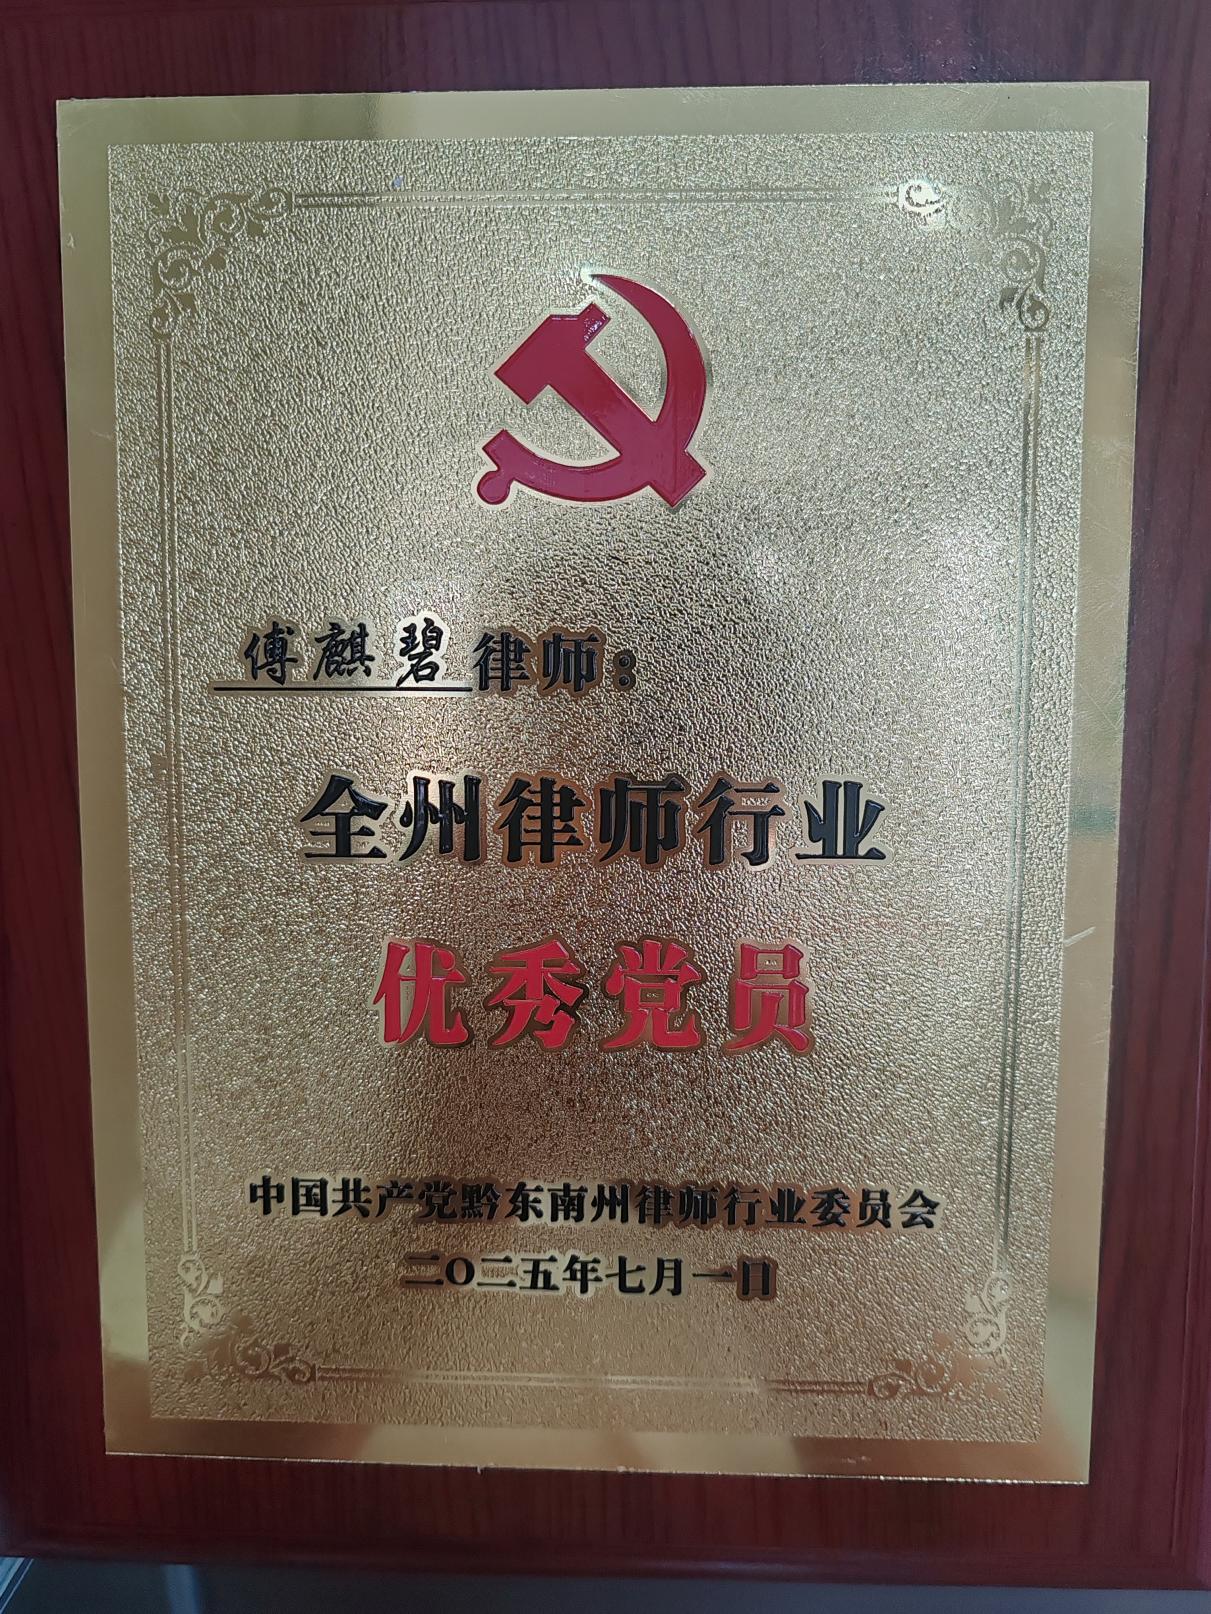 傅麒碧律师：
全州律师行业
优秀党员
中国共产党黔东南州律师行业委员会
二〇二五年七月一日